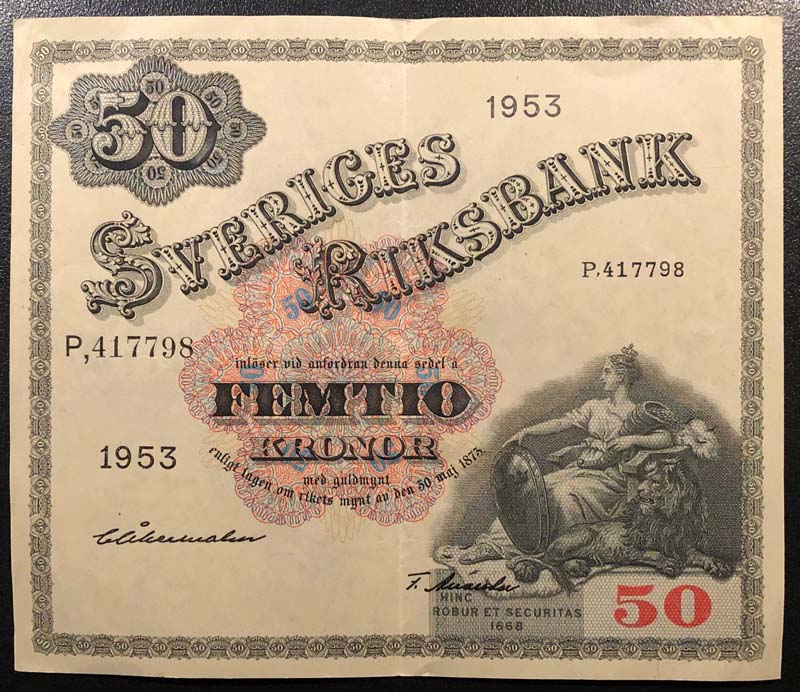 50
1953
SVERIGES
RIKSBANK
P,417798
P,417798
inlöser vid anfordran denna sedel å
FEMTIO
KRONOR
med guldmynt
enligt lagen om rikets mynt av den 30 maj 1873.
1953
HINC
ROBUR ET SECURITAS
1668
50